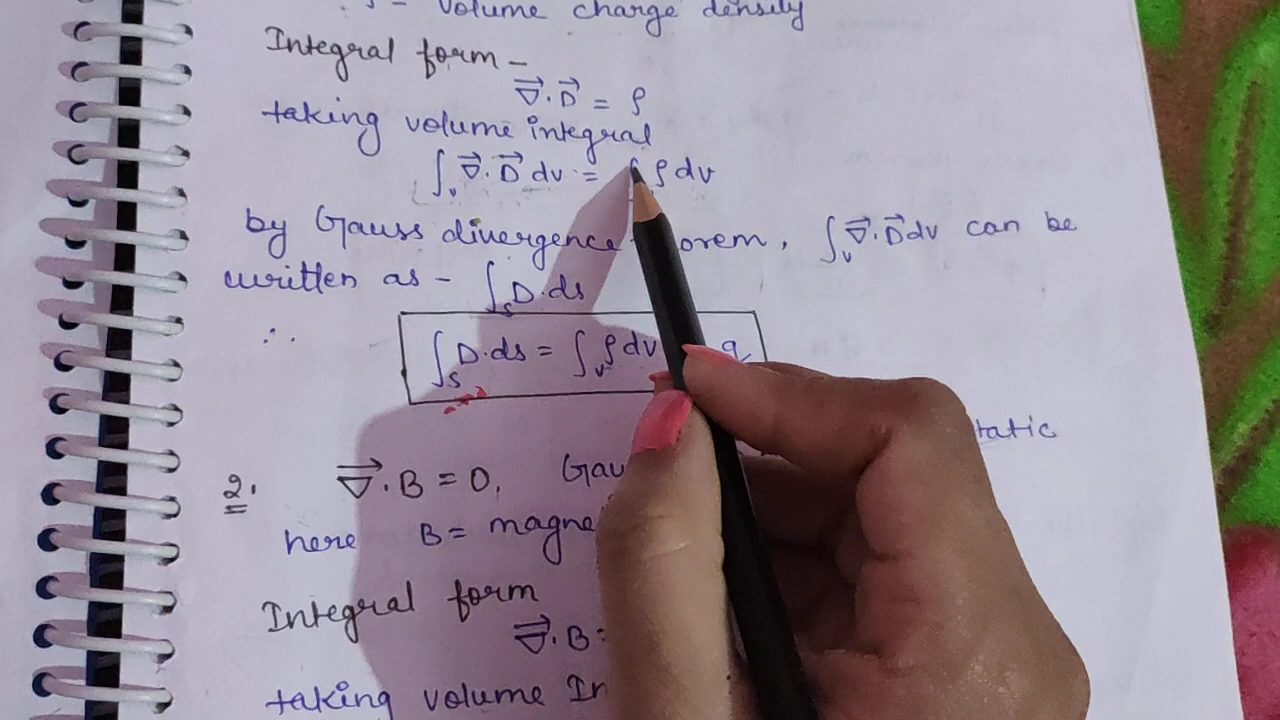 volume charge density
Integral form -
∇⃗.D⃗ = ρ
taking volume integral
∫ᵥ ∇⃗.D⃗ dv = ∫ ρ dv
by Gauss divergence orem, ∫ᵥ ∇⃗.D⃗ dv can be
written as - ∫ₛ D.ds
∴ ∫ₛ D.ds = ∫ᵥ ρ dv q
tatic
2. ∇⃗.B = 0, Gau
here B = magne
Integral form
∇⃗.B =
taking volume In